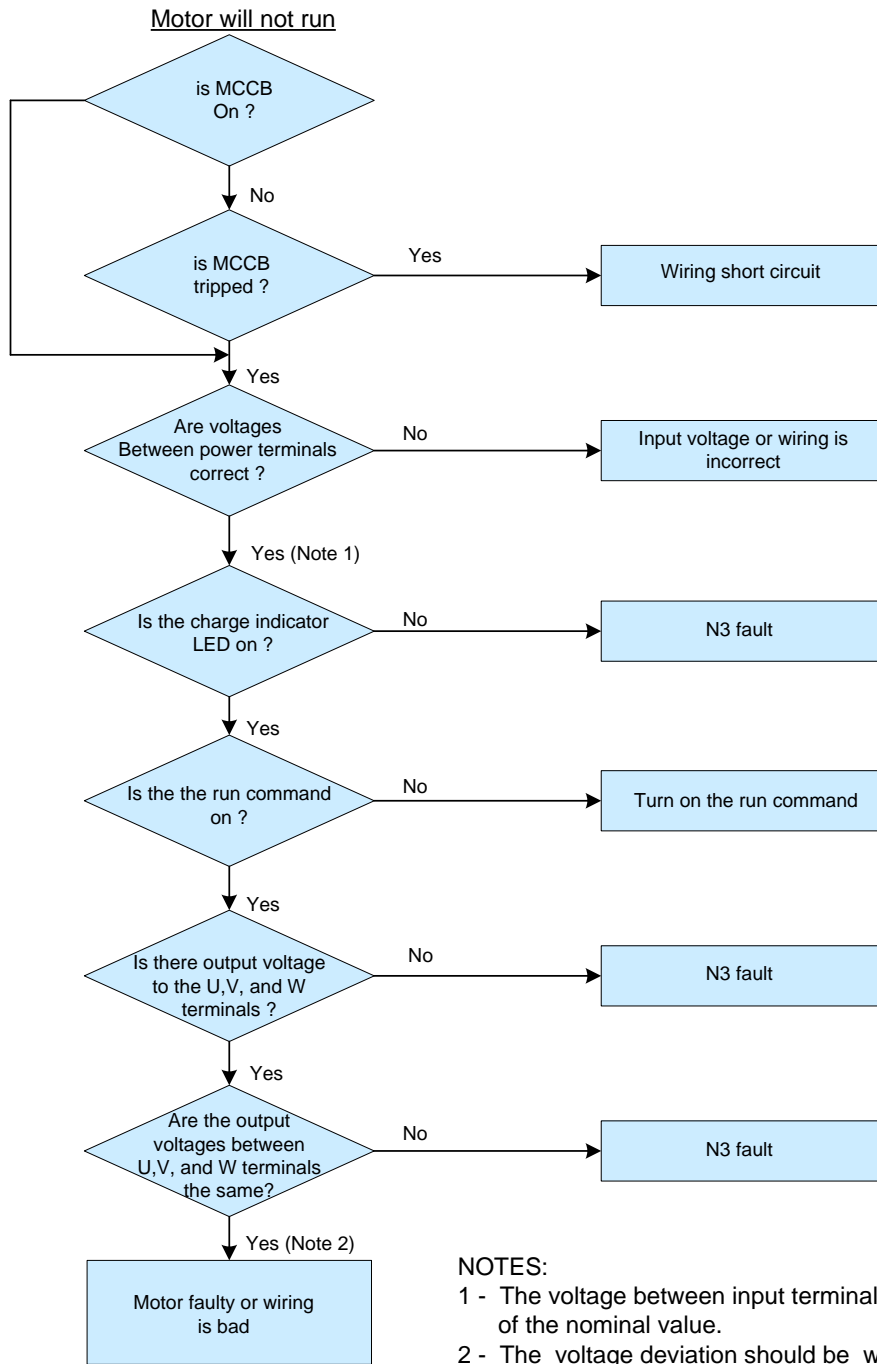 Motor will not run
is MCCB
On ?
No
is MCCB
tripped ?
Yes
Wiring short circuit
Yes
Are voltages
Between power terminals
correct ?
No
Input voltage or wiring is
incorrect
Yes (Note 1)
Is the charge indicator
LED on ?
No
N3 fault
Yes
Is the the run command
on ?
No
Turn on the run command
Yes
Is there output voltage
to the U,V, and W
terminals ?
No
N3 fault
Yes
Are the output
voltages between
U,V, and W terminals
the same?
No
N3 fault
Yes (Note 2)
Motor faulty or wiring
is bad
NOTES:
1 - The voltage between input terminal
of the nominal value.
2 - The voltage deviation should be